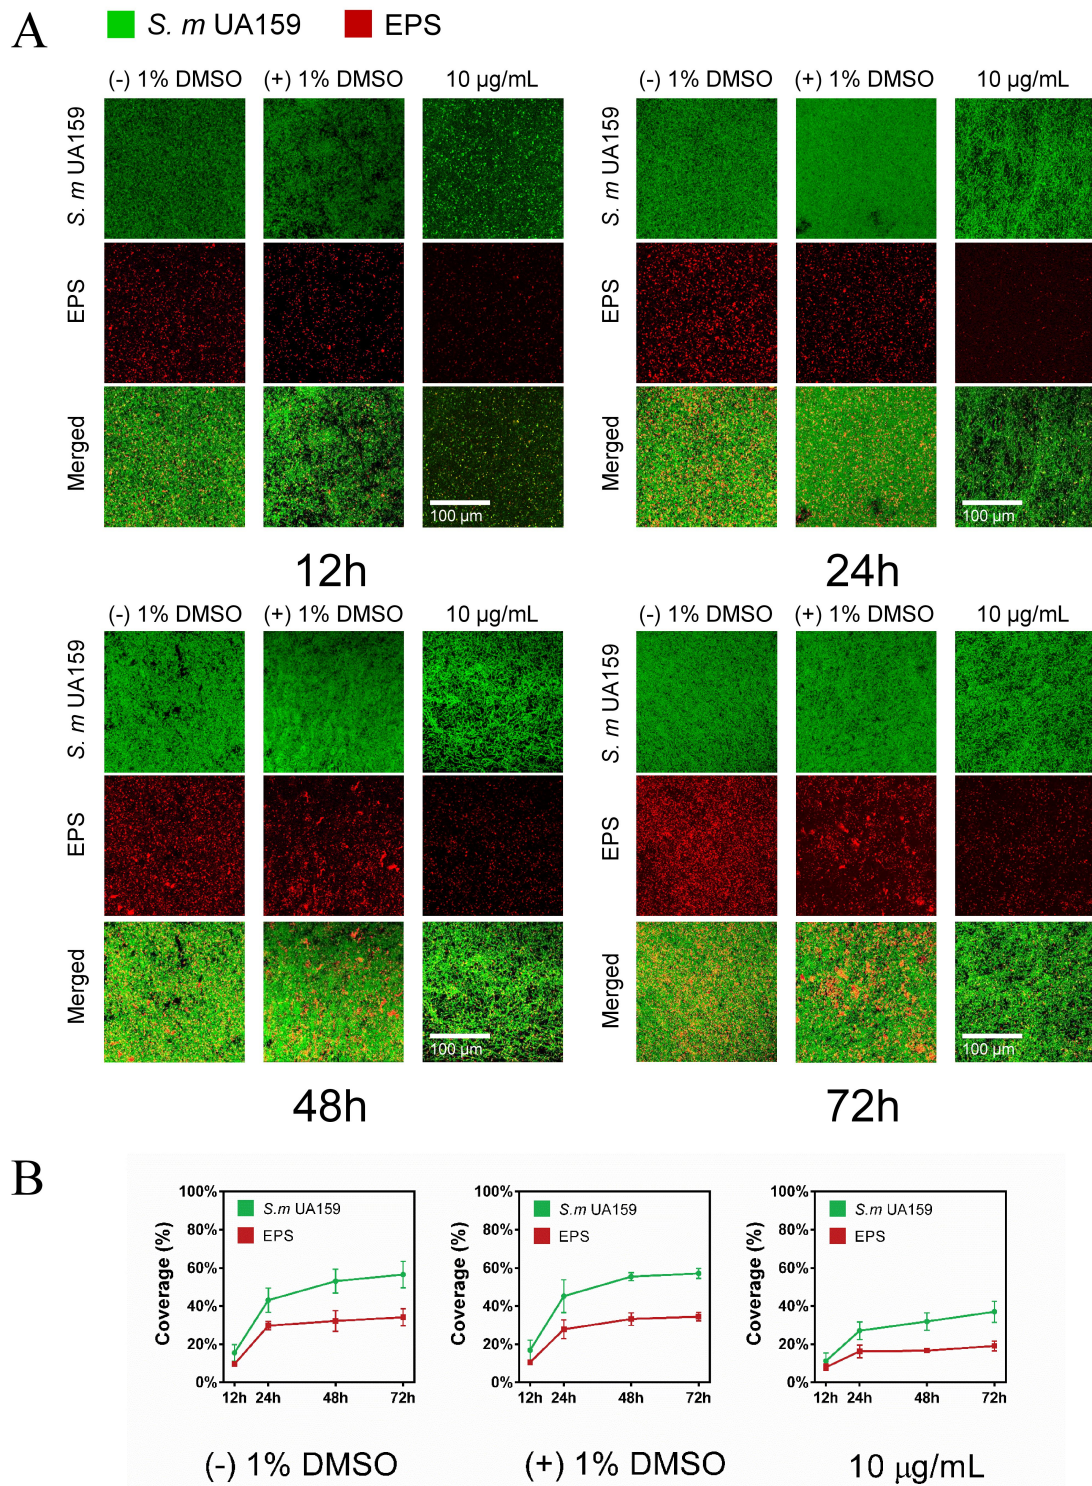 A
S. m UA159 EPS
(-) 1% DMSO (+) 1% DMSO 10 µg/mL
S. m UA159
EPS
Merged
100 µm
12h
(-) 1% DMSO (+) 1% DMSO 10 µg/mL
S. m UA159
EPS
Merged
100 µm
24h
(-) 1% DMSO (+) 1% DMSO 10 µg/mL
S. m UA159
EPS
Merged
100 µm
48h
(-) 1% DMSO (+) 1% DMSO 10 µg/mL
S. m UA159
EPS
Merged
100 µm
72h
B
Coverage (%)
100%
80%
60%
40%
20%
0%
S.m UA159
EPS
12h 24h 48h 72h
(-) 1% DMSO
Coverage (%)
100%
80%
60%
40%
20%
0%
S.m UA159
EPS
12h 24h 48h 72h
(+) 1% DMSO
Coverage (%)
100%
80%
60%
40%
20%
0%
S.m UA159
EPS
12h 24h 48h 72h
10 µg/mL